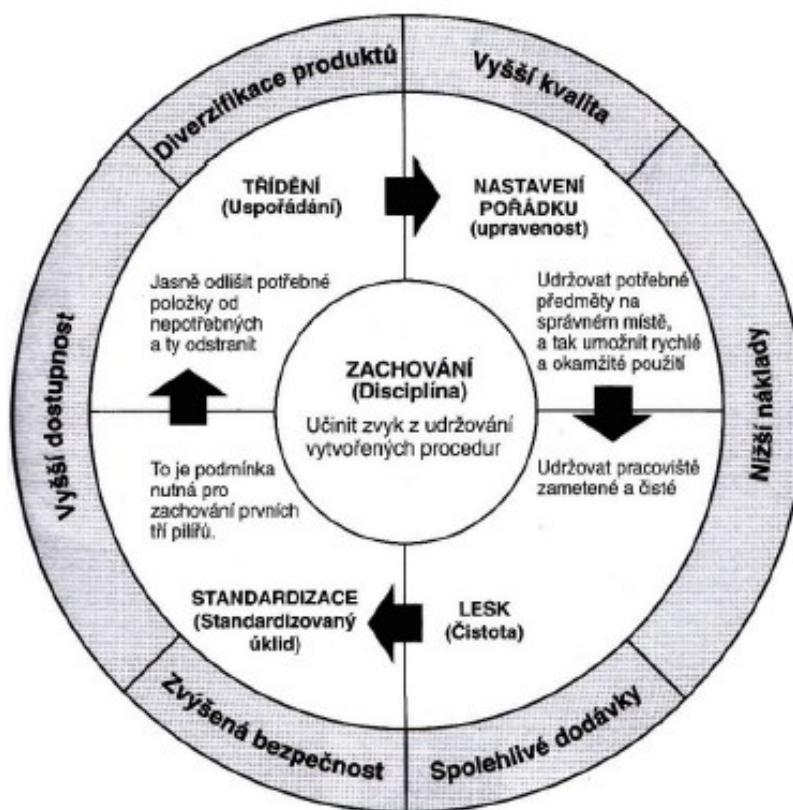 Diverzifikace produktů
Vyšší kvalita
Nižší náklady
Spolehlivé dodávky
Zvýšená bezpečnost
Vyšší dostupnost
TŘÍDĚNÍ
(Uspořádání)
Jasně odlišit potřebné
položky od
nepotřebných
a ty odstranit
NASTAVENÍ
POŘÁDKU
(upravenost)
Udržovat potřebné
předměty na
správném místě,
a tak umožnit rychlé
a okamžité použití
ZACHOVÁNÍ
(Disciplína)
Učinit zvyk z udržování
vytvořených procedur
Udržovat pracoviště
zametené a čisté
LESK
(Čistota)
To je podmínka
nutná pro
zachování prvních
tří pilířů.
STANDARDIZACE
(Standardizovaný
úklid)